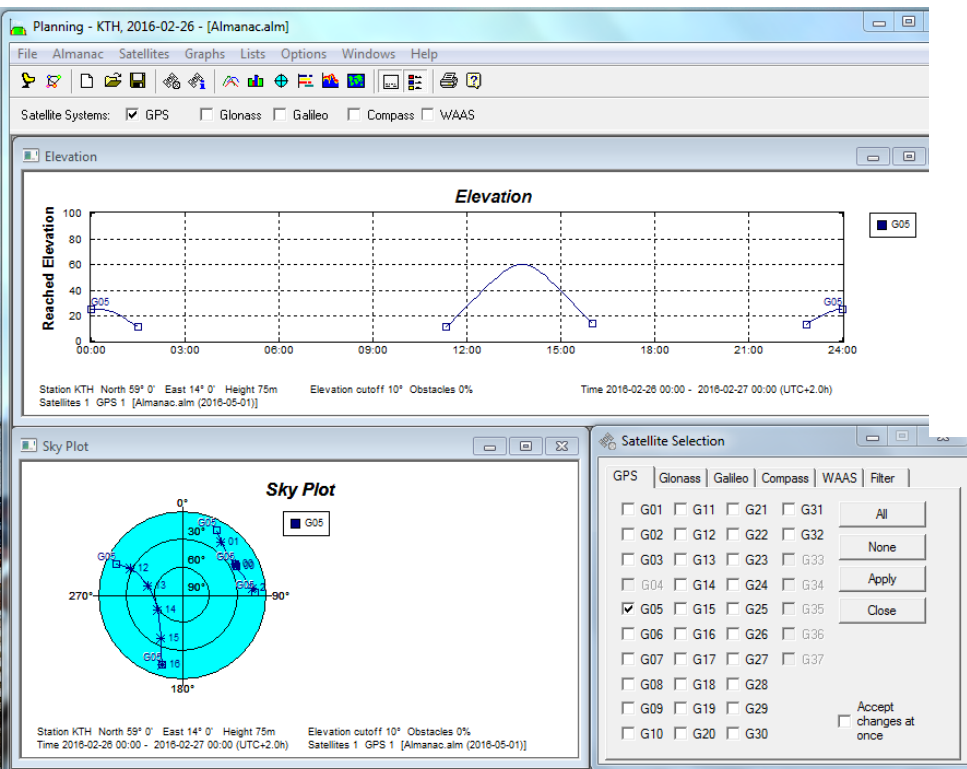 Planning - KTH, 2016-02-26 - [Almanac.alm]
File Almanac Satellites Graphs Lists Options Windows Help
Satellite Systems: GPS Glonass Galileo Compass WAAS
Elevation
Elevation
Reached Elevation
100
80
60
40
20
0
G05
G05
G05
00:00 03:00 06:00 09:00 12:00 15:00 18:00 21:00 24:00
Station KTH North 59° 0' East 14° 0' Height 75m Elevation cutoff 10° Obstacles 0% Time 2016-02-26 00:00 - 2016-02-27 00:00 (UTC+2.0h)
Satellites 1 GPS 1 [Almanac.alm (2016-05-01)]
Sky Plot
Sky Plot
G05
0°
30°
60°
90°
270°
90°
180°
G05
01
G05
00
G05
G05
12
13
14
15
G05
16
Station KTH North 59° 0' East 14° 0' Height 75m Elevation cutoff 10° Obstacles 0%
Time 2016-02-26 00:00 - 2016-02-27 00:00 (UTC+2.0h) Satellites 1 GPS 1 [Almanac.alm (2016-05-01)]
Satellite Selection
GPS Glonass Galileo Compass WAAS Filter
G01 G11 G21 G31 All
G02 G12 G22 G32 None
G03 G13 G23 G33
G04 G14 G24 G34 Apply
G05 G15 G25 G35 Close
G06 G16 G26 G36
G07 G17 G27 G37
G08 G18 G28
G09 G19 G29
G10 G20 G30
Accept
changes at
once